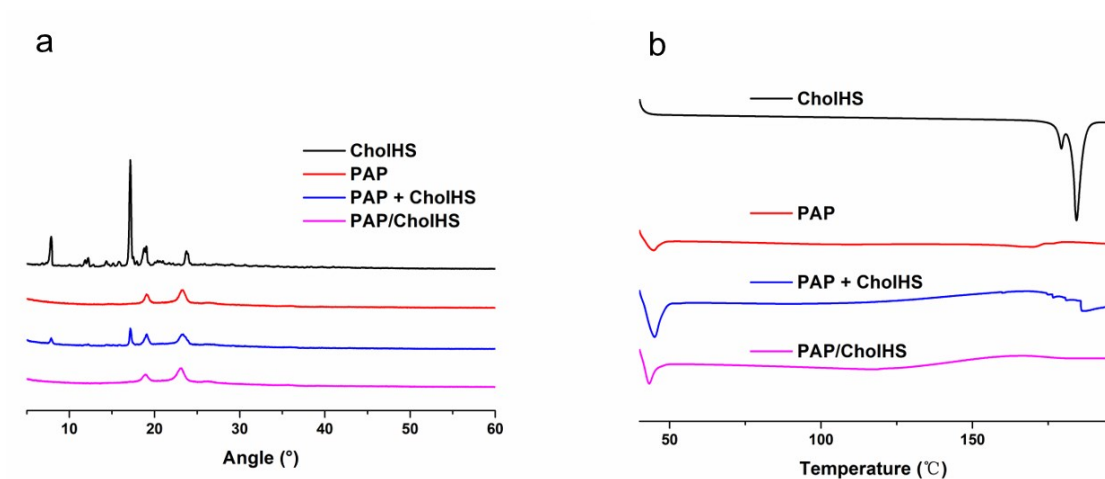 a
CholHS
PAP
PAP + CholHS
PAP/CholHS
10 20 30 40 50 60
Angle (°)
b
CholHS
PAP
PAP + CholHS
PAP/CholHS
50 100 150
Temperature (℃)